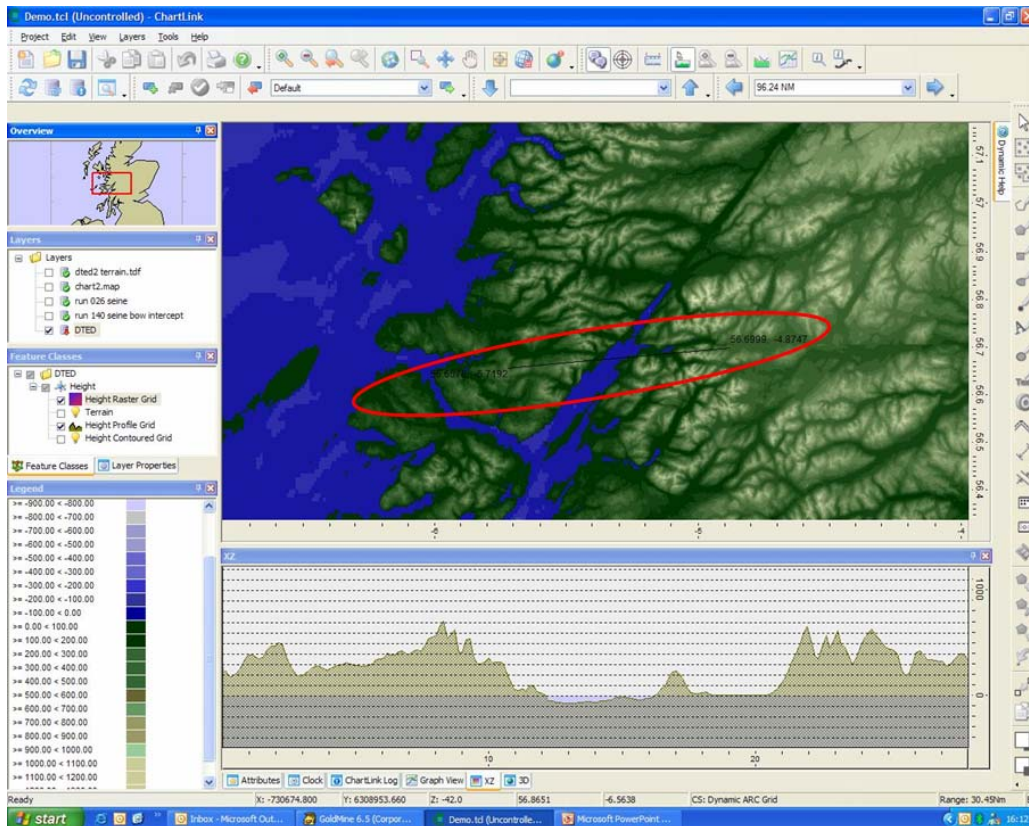 Demo.tcl (Uncontrolled) - ChartLink
Project Edit View Layers Tools Help
Default
96.24 NM
Overview
Layers
Layers
dted2 terrain.tdf
chart2.map
run 026 seine
run 140 seine bow intercept
DTED
Feature Classes
DTED
Height
Height Raster Grid
Terrain
Height Profile Grid
Height Contoured Grid
Feature Classes Layer Properties
Legend
>= -900.00 < -800.00
>= -800.00 < -700.00
>= -700.00 < -600.00
>= -600.00 < -500.00
>= -500.00 < -400.00
>= -400.00 < -300.00
>= -300.00 < -200.00
>= -200.00 < -100.00
>= -100.00 < 0.00
>= 0.00 < 100.00
>= 100.00 < 200.00
>= 200.00 < 300.00
>= 300.00 < 400.00
>= 400.00 < 500.00
>= 500.00 < 600.00
>= 600.00 < 700.00
>= 700.00 < 800.00
>= 800.00 < 900.00
>= 900.00 < 1000.00
>= 1000.00 < 1100.00
>= 1100.00 < 1200.00
56.6998, -4.8747
57.1
57
56.9
56.8
56.7
56.6
56.5
56.4
Dynamic Help
-6 -5 -4
XZ
1000
0
10 20
Attributes Clock ChartLink Log Graph View XZ 3D
Ready X: -730674.800 Y: 6308953.660 Z: -42.0 56.8651 -6.5638 CS: Dynamic ARC Grid Range: 30.45Nm
start Inbox - Microsoft Out... GoldMine 6.5 (Corpor... Demo.tcl (Uncontrolle... Microsoft PowerPoint ... 16:12